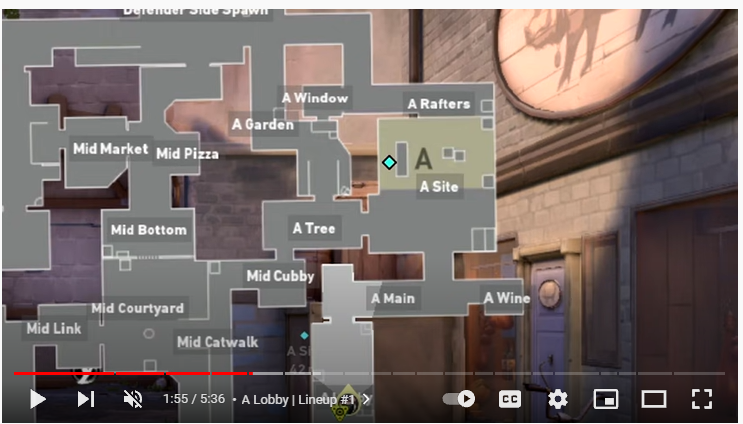 Defender Side Spawn
A Window
A Rafters
A Garden
Mid Market
Mid Pizza
A
A Site
Mid Bottom
A Tree
Mid Cubby
A Main
A Wine
Mid Courtyard
Mid Link
Mid Catwalk
1:55 / 5:36 • A Lobby | Lineup #1
CC